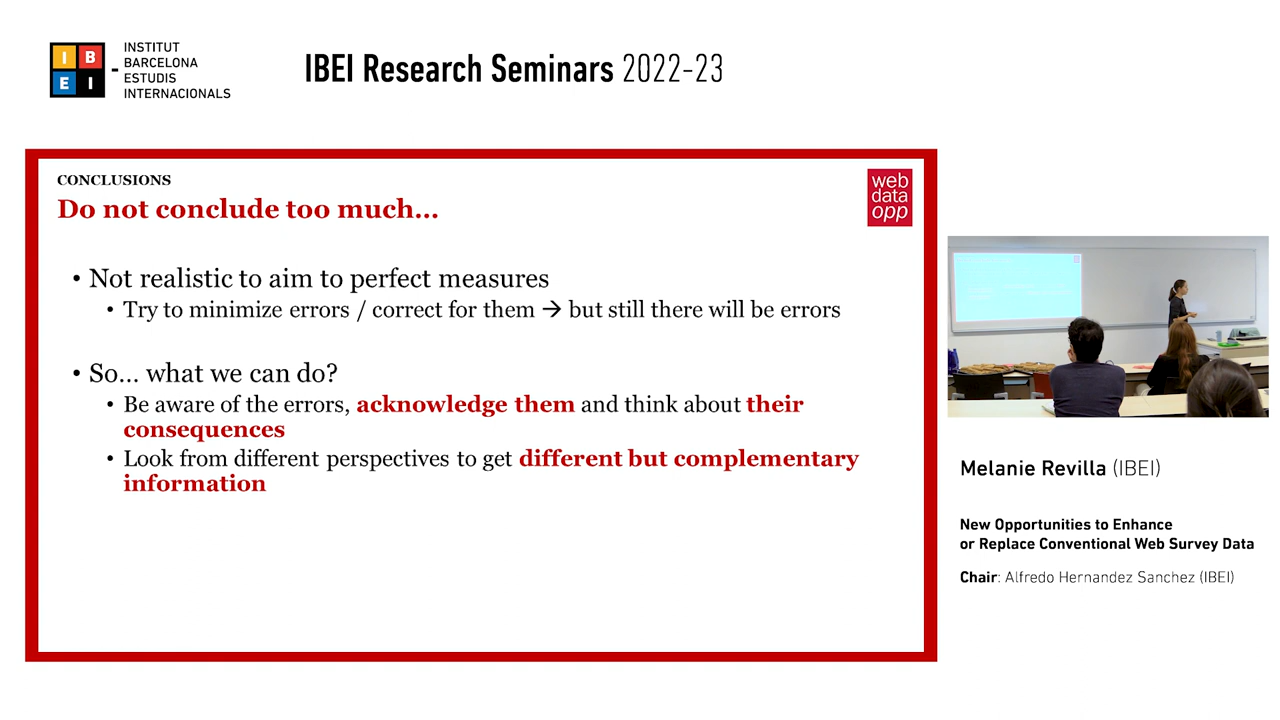 I B E I
INSTITUT
BARCELONA
ESTUDIS
INTERNACIONALS
IBEI Research Seminars 2022-23
CONCLUSIONS
Do not conclude too much...
web
data
opp
• Not realistic to aim to perfect measures
• Try to minimize errors / correct for them → but still there will be errors
• So... what we can do?
• Be aware of the errors, acknowledge them and think about their
consequences
• Look from different perspectives to get different but complementary
information
Melanie Revilla (IBEI)
New Opportunities to Enhance
or Replace Conventional Web Survey Data
Chair: Alfredo Hernandez Sanchez (IBEI)